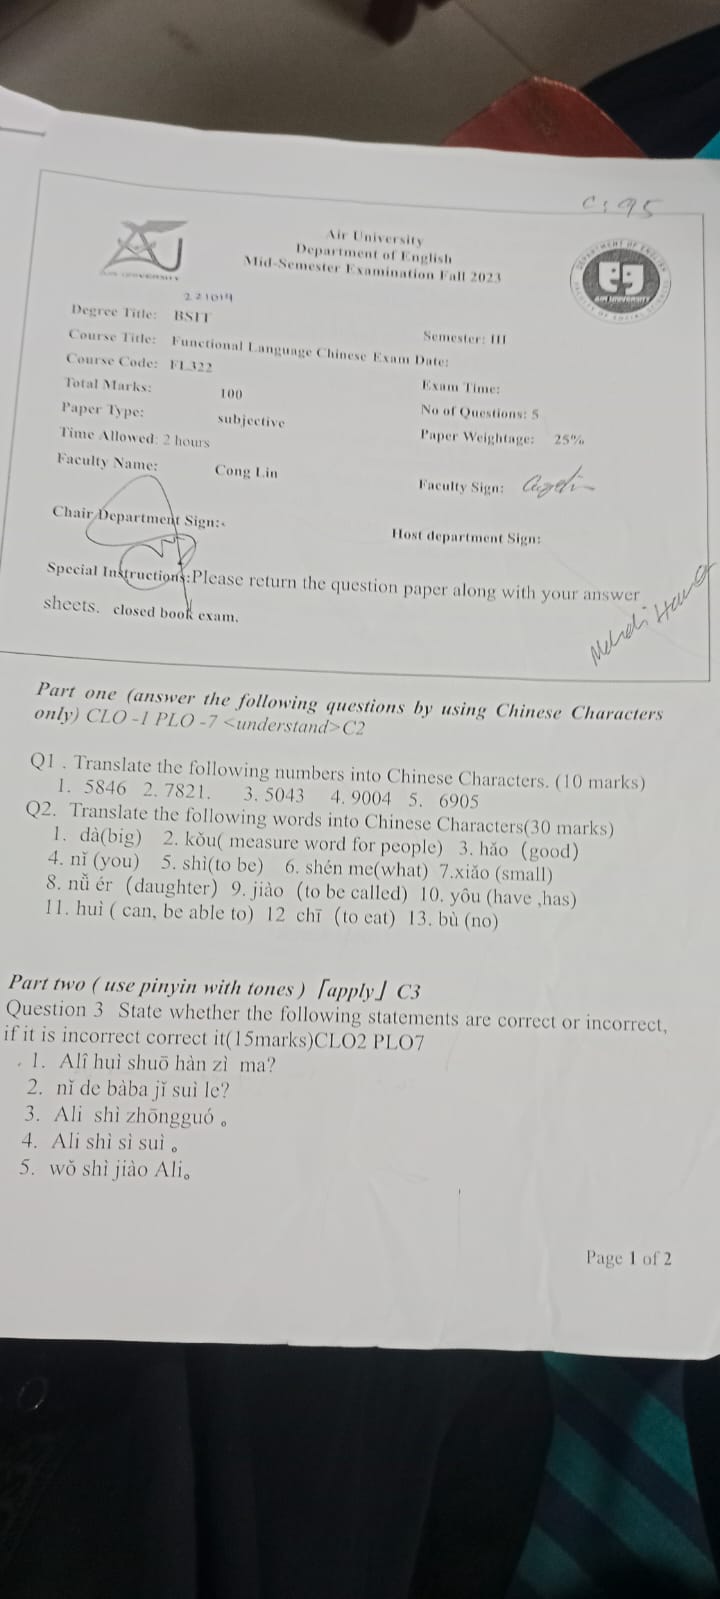 C: 95
Air University
Department of English
Mid-Semester Examination Fall 2023
AIR UNIVERSITY
DEPARTMENT OF ENGLISH
AIR UNIVERSITY
221019
Degree Title: BSIT
Semester: III
Course Title: Functional Language Chinese Exam Date:
Course Code: FL322
Exam Time:
Total Marks: 100
No of Questions: 5
Paper Type: subjective
Paper Weightage: 25%
Time Allowed: 2 hours
Faculty Name: Cong Lin
Faculty Sign:
Chair Department Sign:-
Host department Sign:
Special Instructions:Please return the question paper along with your answer
sheets. closed book exam.
Part one (answer the following questions by using Chinese Characters
only) CLO -1 PLO -7 <understand>C2
Q1 . Translate the following numbers into Chinese Characters. (10 marks)
1. 5846 2. 7821. 3. 5043 4. 9004 5. 6905
Q2. Translate the following words into Chinese Characters(30 marks)
1. dà(big) 2. kǒu( measure word for people) 3. hǎo（good）
4. nǐ (you) 5. shì(to be) 6. shén me(what) 7.xiǎo (small)
8. nǚ ér（daughter）9. jiào（to be called）10. yôu (have ,has)
11. huì ( can, be able to) 12 chī（to eat）13. bù (no)
Part two ( use pinyin with tones )「apply」C3
Question 3 State whether the following statements are correct or incorrect,
if it is incorrect correct it(15marks)CLO2 PLO7
1. Alî huì shuō hàn zì ma?
2. nǐ de bàba jǐ suì le?
3. Ali shì zhōngguó 。
4. Ali shì sì suì 。
5. wǒ shì jiào Ali。
Page 1 of 2